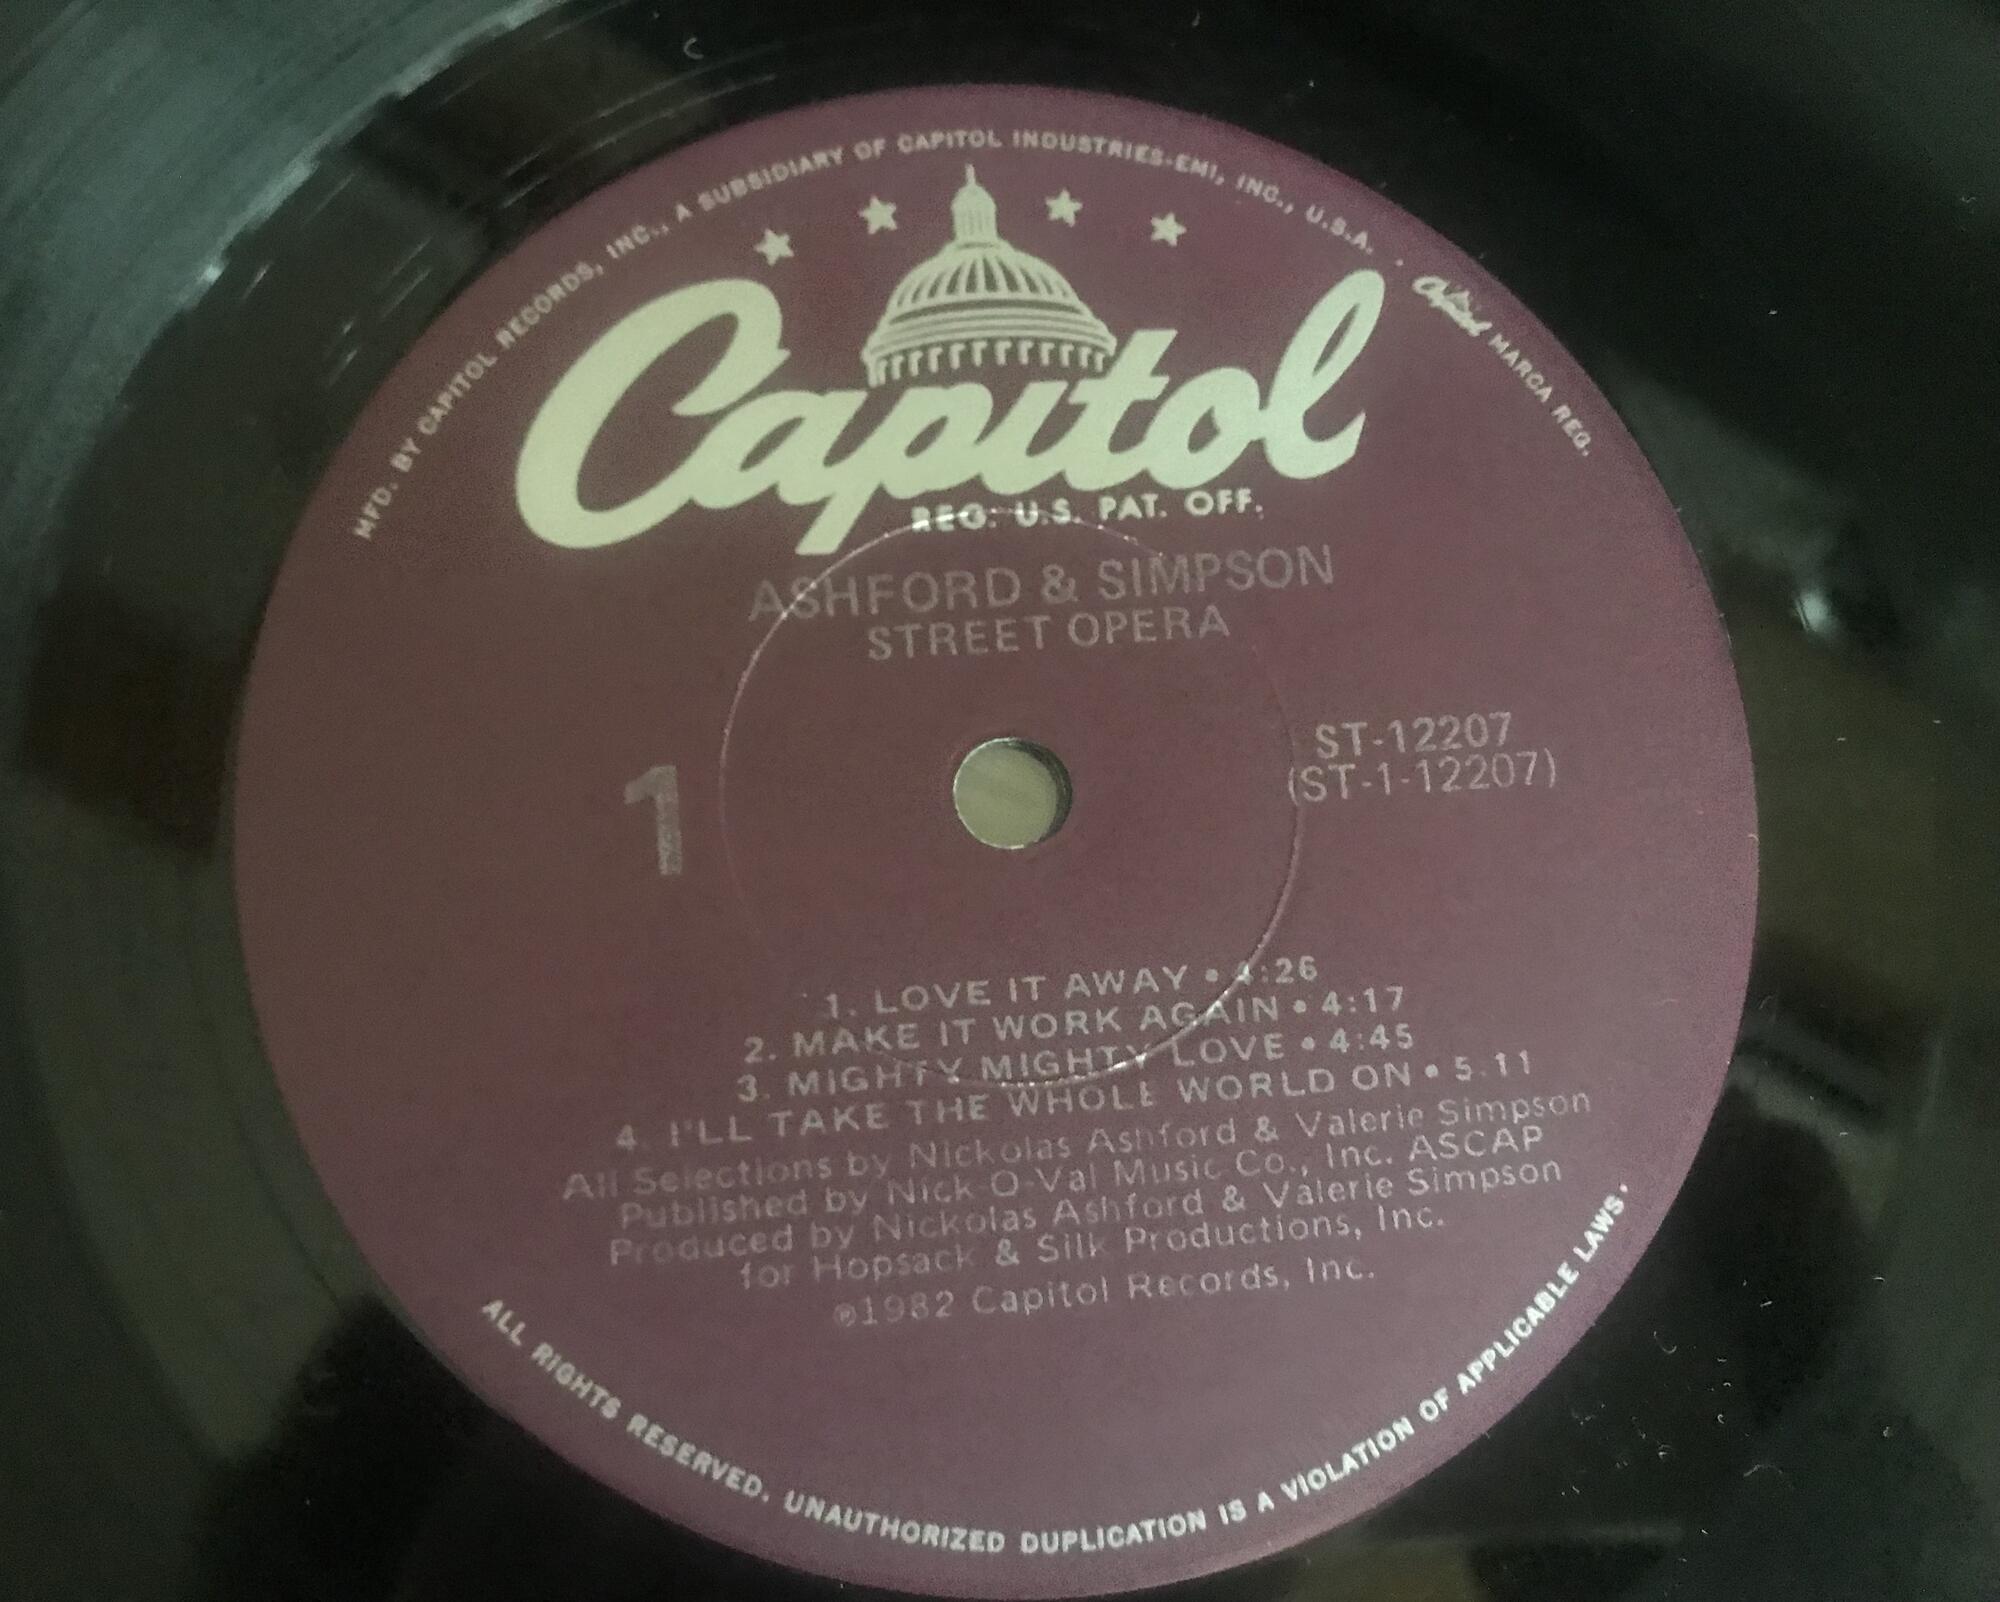 MFD. BY CAPITOL RECORDS, INC., A SUBSIDIARY OF CAPITOL INDUSTRIES-EMI, INC., U.S.A. · Capitol MARCA REG.
Capitol
REG. U.S. PAT. OFF.
ASHFORD & SIMPSON
STREET OPERA
ST-12207
(ST-1-12207)
1
1. LOVE IT AWAY • 4:26
2. MAKE IT WORK AGAIN • 4:17
3. MIGHTY MIGHTY LOVE • 4:45
4. I'LL TAKE THE WHOLE WORLD ON • 5:11
All Selections by Nickolas Ashford & Valerie Simpson
Published by Nick-O-Val Music Co., Inc. ASCAP
Produced by Nickolas Ashford & Valerie Simpson
for Hopsack & Silk Productions, Inc.
℗1982 Capitol Records, Inc.
ALL RIGHTS RESERVED. UNAUTHORIZED DUPLICATION IS A VIOLATION OF APPLICABLE LAWS.